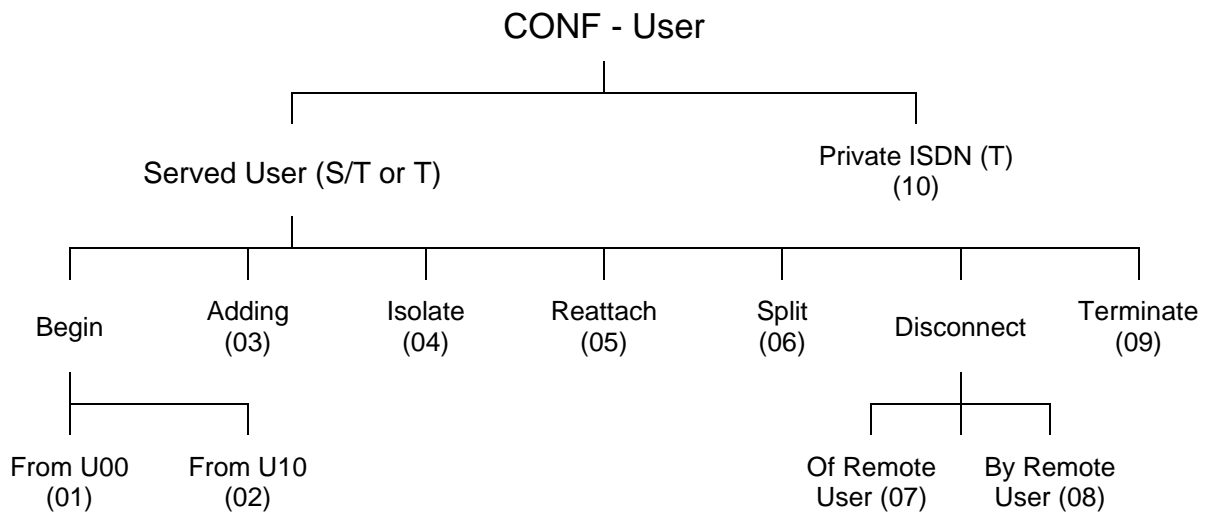 CONF - User
Served User (S/T or T)
Private ISDN (T)
(10)
Begin
Adding
(03)
Isolate
(04)
Reattach
(05)
Split
(06)
Disconnect
Terminate
(09)
From U00
(01)
From U10
(02)
Of Remote
User (07)
By Remote
User (08)